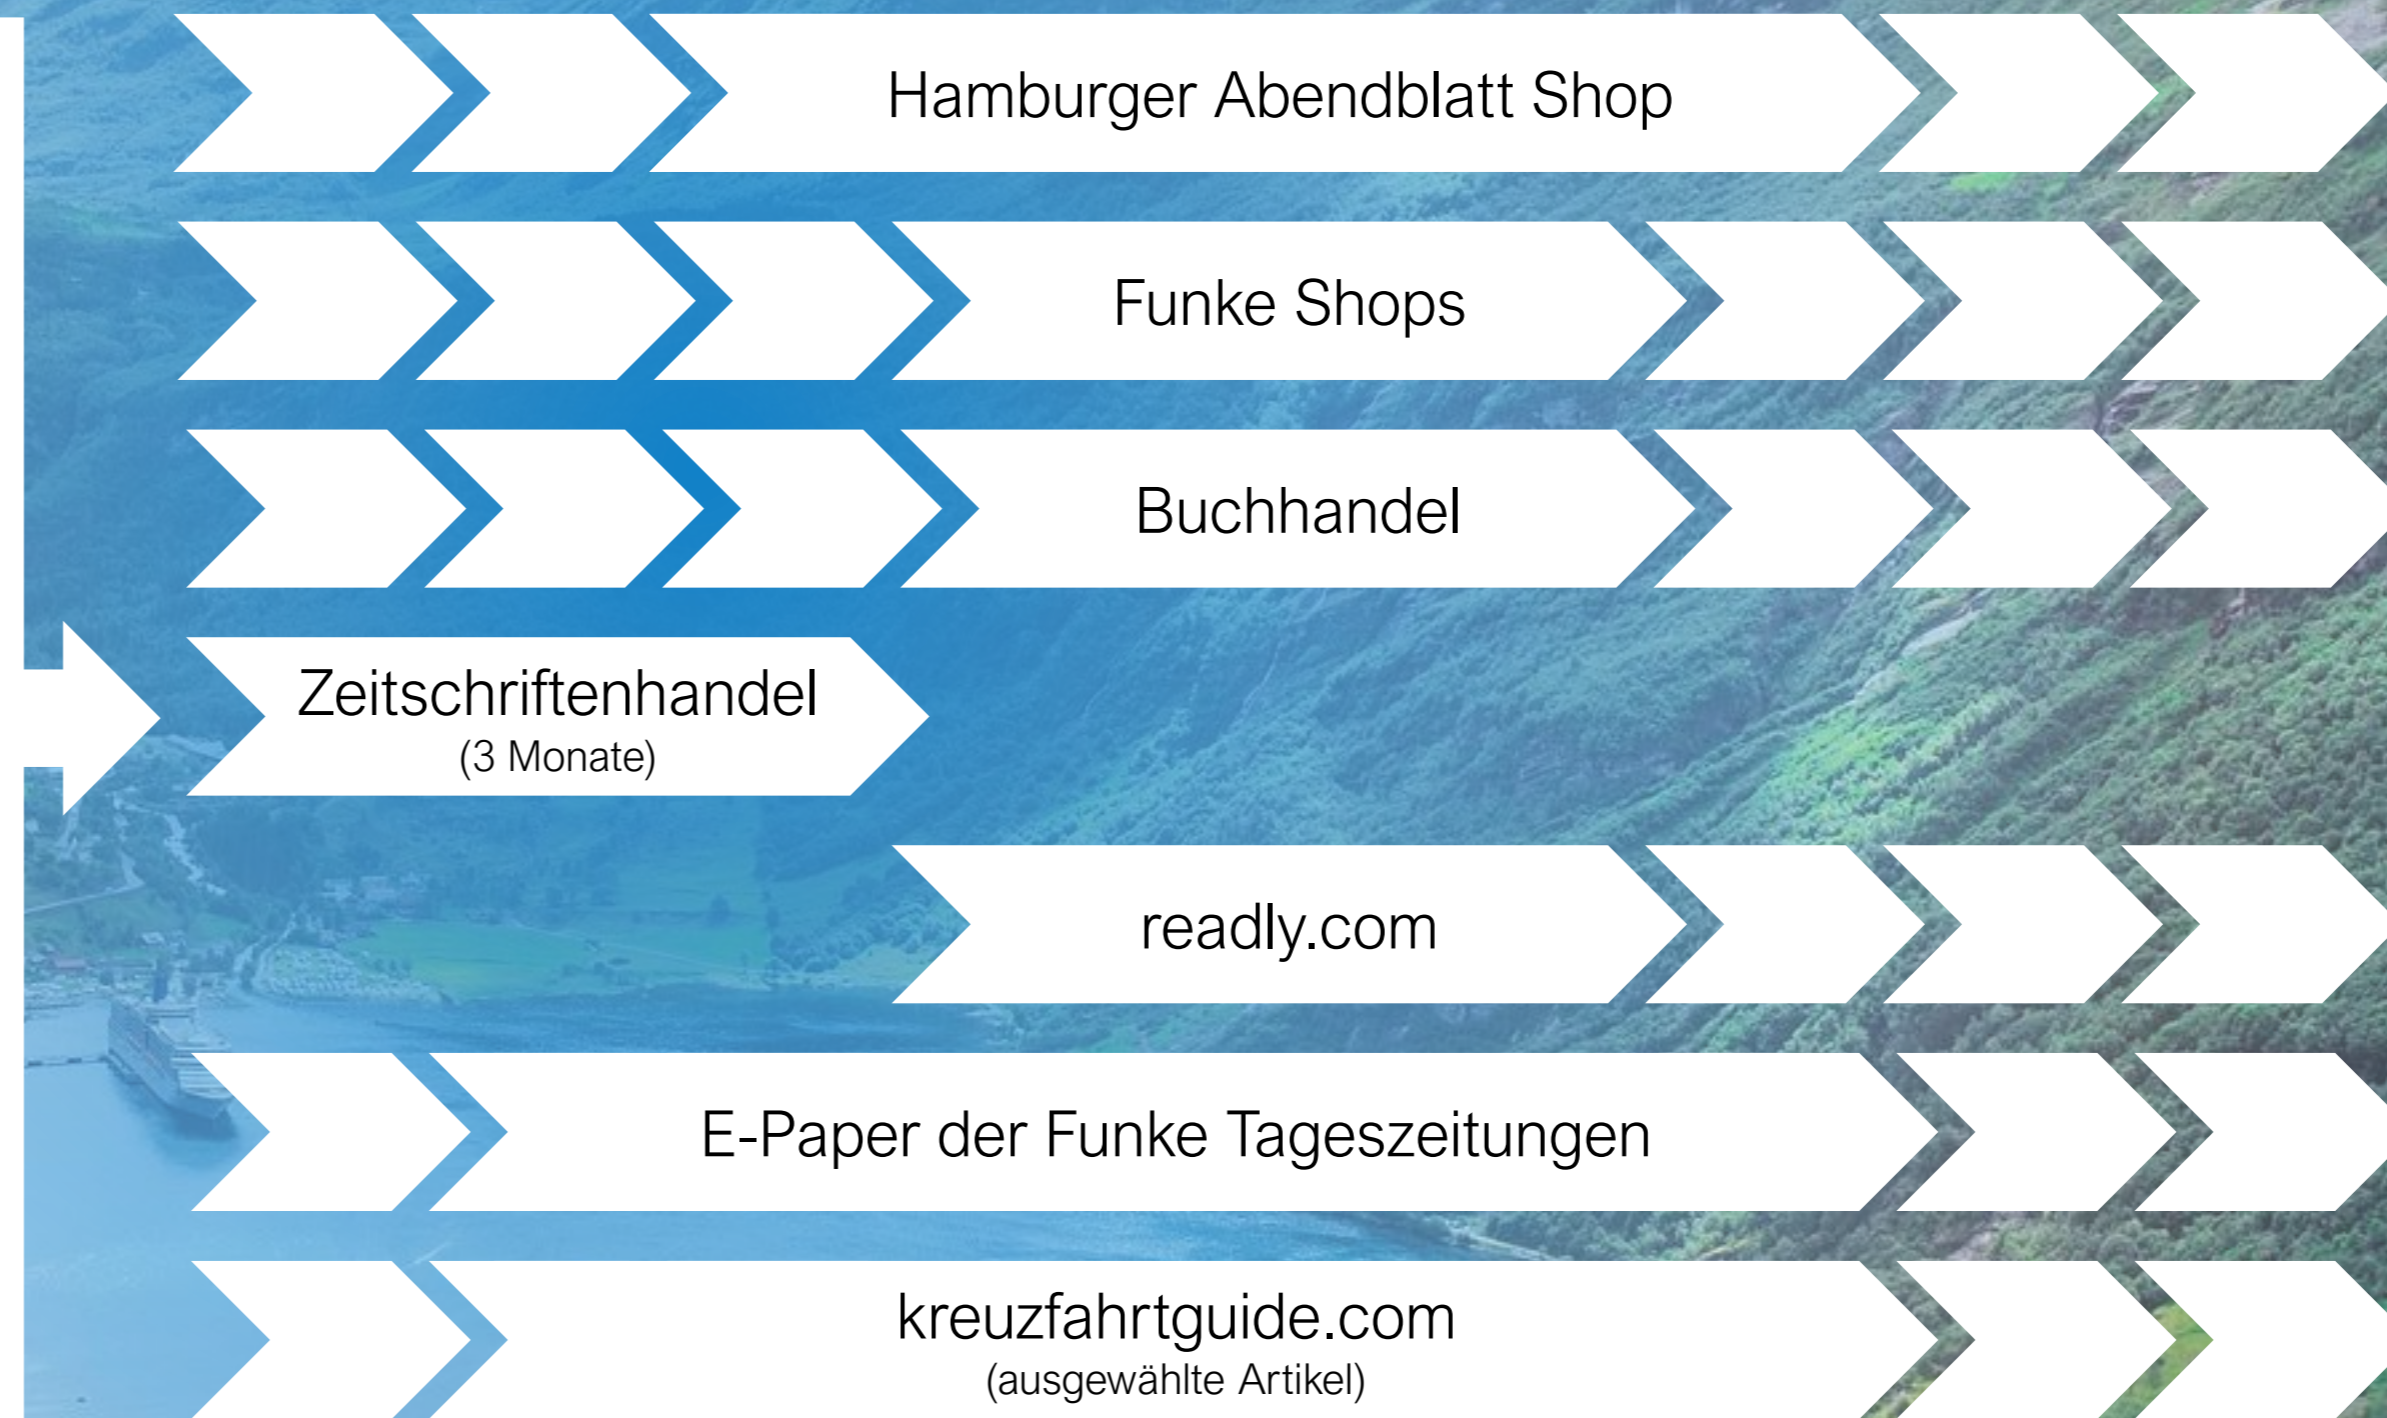 Hamburger Abendblatt Shop
Funke Shops
Buchhandel
Zeitschriftenhandel
(3 Monate)
readly.com
E-Paper der Funke Tageszeitungen
kreuzfahrtguide.com
(ausgewählte Artikel)